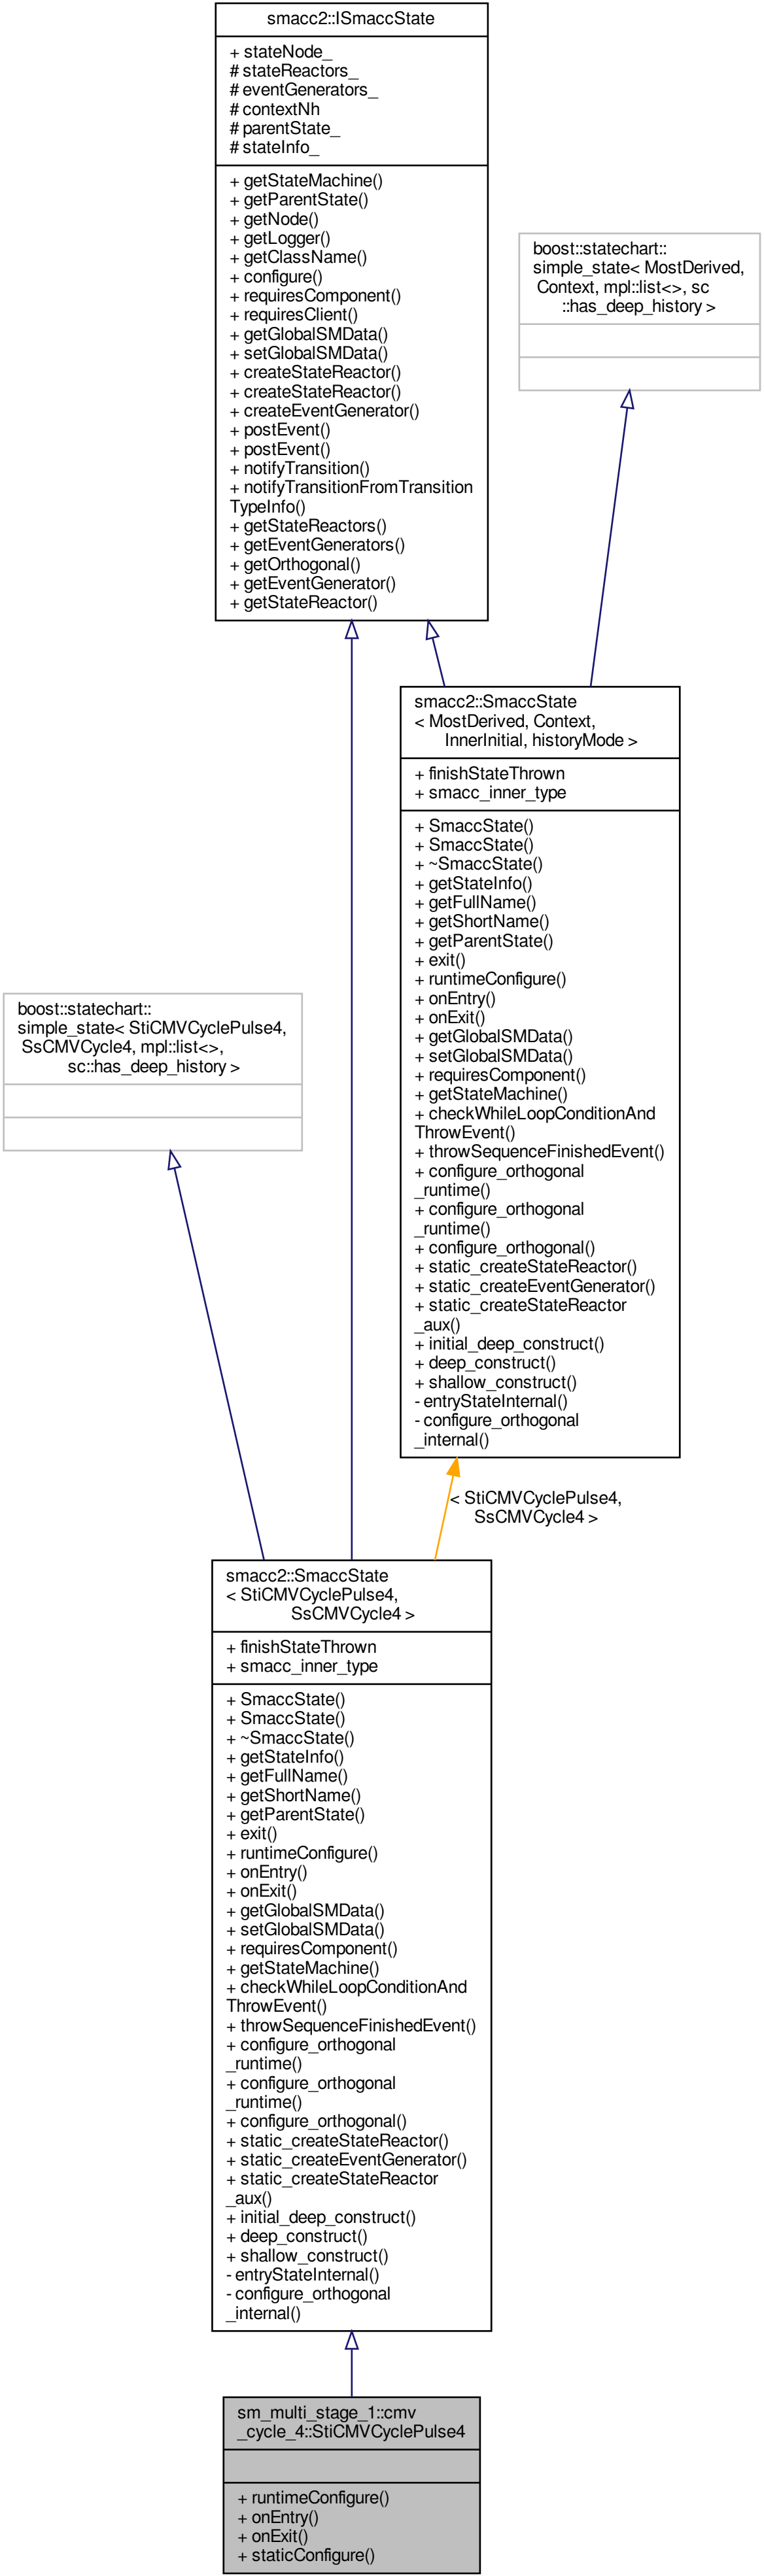 smacc2::ISmaccState
+ stateNode_
# stateReactors_
# eventGenerators_
# contextNh
# parentState_
# stateInfo_
+ getStateMachine()
+ getParentState()
+ getNode()
+ getLogger()
+ getClassName()
+ configure()
+ requiresComponent()
+ requiresClient()
+ getGlobalSMData()
+ setGlobalSMData()
+ createStateReactor()
+ createStateReactor()
+ createEventGenerator()
+ postEvent()
+ postEvent()
+ notifyTransition()
+ notifyTransitionFromTransition
TypeInfo()
+ getStateReactors()
+ getEventGenerators()
+ getOrthogonal()
+ getEventGenerator()
+ getStateReactor()
boost::statechart::
simple_state< MostDerived,
Context, mpl::list<>, sc
::has_deep_history >
smacc2::SmaccState
< MostDerived, Context,
InnerInitial, historyMode >
+ finishStateThrown
+ smacc_inner_type
+ SmaccState()
+ SmaccState()
+ ~SmaccState()
+ getStateInfo()
+ getFullName()
+ getShortName()
+ getParentState()
+ exit()
+ runtimeConfigure()
+ onEntry()
+ onExit()
+ getGlobalSMData()
+ setGlobalSMData()
+ requiresComponent()
+ getStateMachine()
+ checkWhileLoopConditionAnd
ThrowEvent()
+ throwSequenceFinishedEvent()
+ configure_orthogonal
_runtime()
+ configure_orthogonal
_runtime()
+ configure_orthogonal()
+ static_createStateReactor()
+ static_createEventGenerator()
+ static_createStateReactor
_aux()
+ initial_deep_construct()
+ deep_construct()
+ shallow_construct()
- entryStateInternal()
- configure_orthogonal
_internal()
boost::statechart::
simple_state< StiCMVCyclePulse4,
SsCMVCycle4, mpl::list<>,
sc::has_deep_history >
< StiCMVCyclePulse4,
SsCMVCycle4 >
smacc2::SmaccState
< StiCMVCyclePulse4,
SsCMVCycle4 >
+ finishStateThrown
+ smacc_inner_type
+ SmaccState()
+ SmaccState()
+ ~SmaccState()
+ getStateInfo()
+ getFullName()
+ getShortName()
+ getParentState()
+ exit()
+ runtimeConfigure()
+ onEntry()
+ onExit()
+ getGlobalSMData()
+ setGlobalSMData()
+ requiresComponent()
+ getStateMachine()
+ checkWhileLoopConditionAnd
ThrowEvent()
+ throwSequenceFinishedEvent()
+ configure_orthogonal
_runtime()
+ configure_orthogonal
_runtime()
+ configure_orthogonal()
+ static_createStateReactor()
+ static_createEventGenerator()
+ static_createStateReactor
_aux()
+ initial_deep_construct()
+ deep_construct()
+ shallow_construct()
- entryStateInternal()
- configure_orthogonal
_internal()
sm_multi_stage_1::cmv
_cycle_4::StiCMVCyclePulse4
+ runtimeConfigure()
+ onEntry()
+ onExit()
+ staticConfigure()